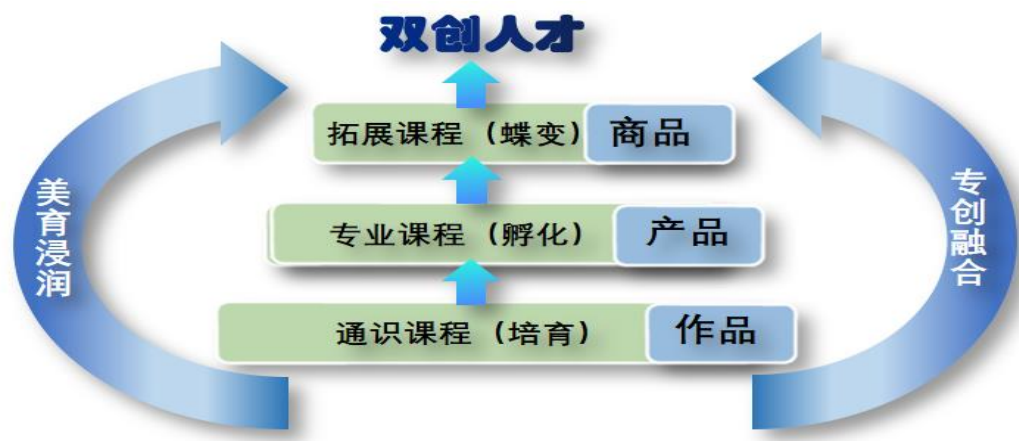 双创人才
拓展课程（蝶变） 商品
专业课程（孵化） 产品
通识课程（培育） 作品
美育浸润
专创融合